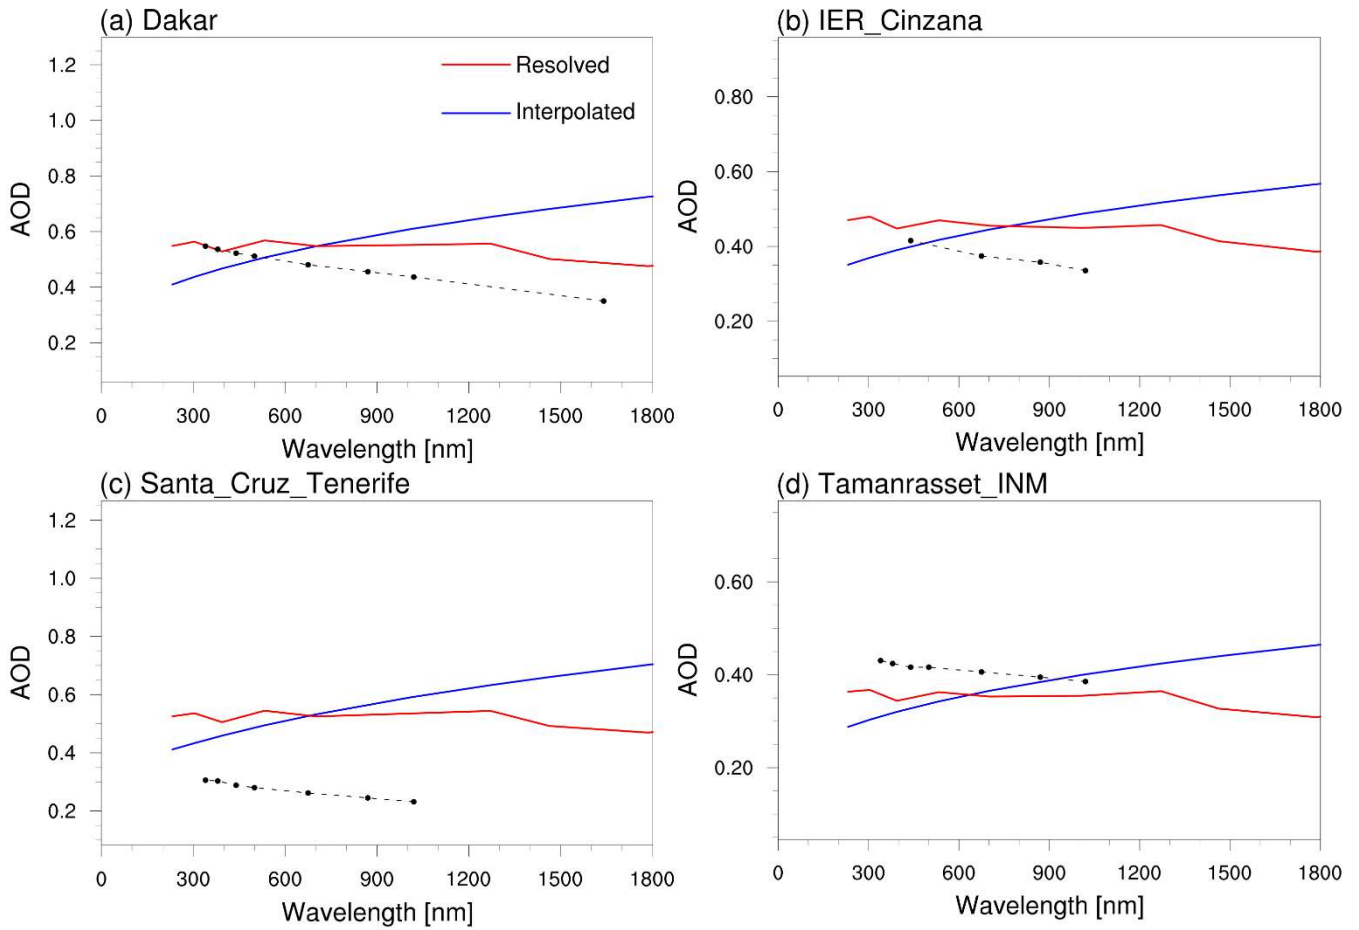 (a) Dakar
1.2
1.0
0.8
0.6
0.4
0.2
AOD
0 300 600 900 1200 1500 1800
Wavelength [nm]
Resolved
Interpolated
(b) IER_Cinzana
0.80
0.60
0.40
0.20
AOD
0 300 600 900 1200 1500 1800
Wavelength [nm]
(c) Santa_Cruz_Tenerife
1.2
1.0
0.8
0.6
0.4
0.2
AOD
0 300 600 900 1200 1500 1800
Wavelength [nm]
(d) Tamanrasset_INM
0.60
0.40
0.20
AOD
0 300 600 900 1200 1500 1800
Wavelength [nm]